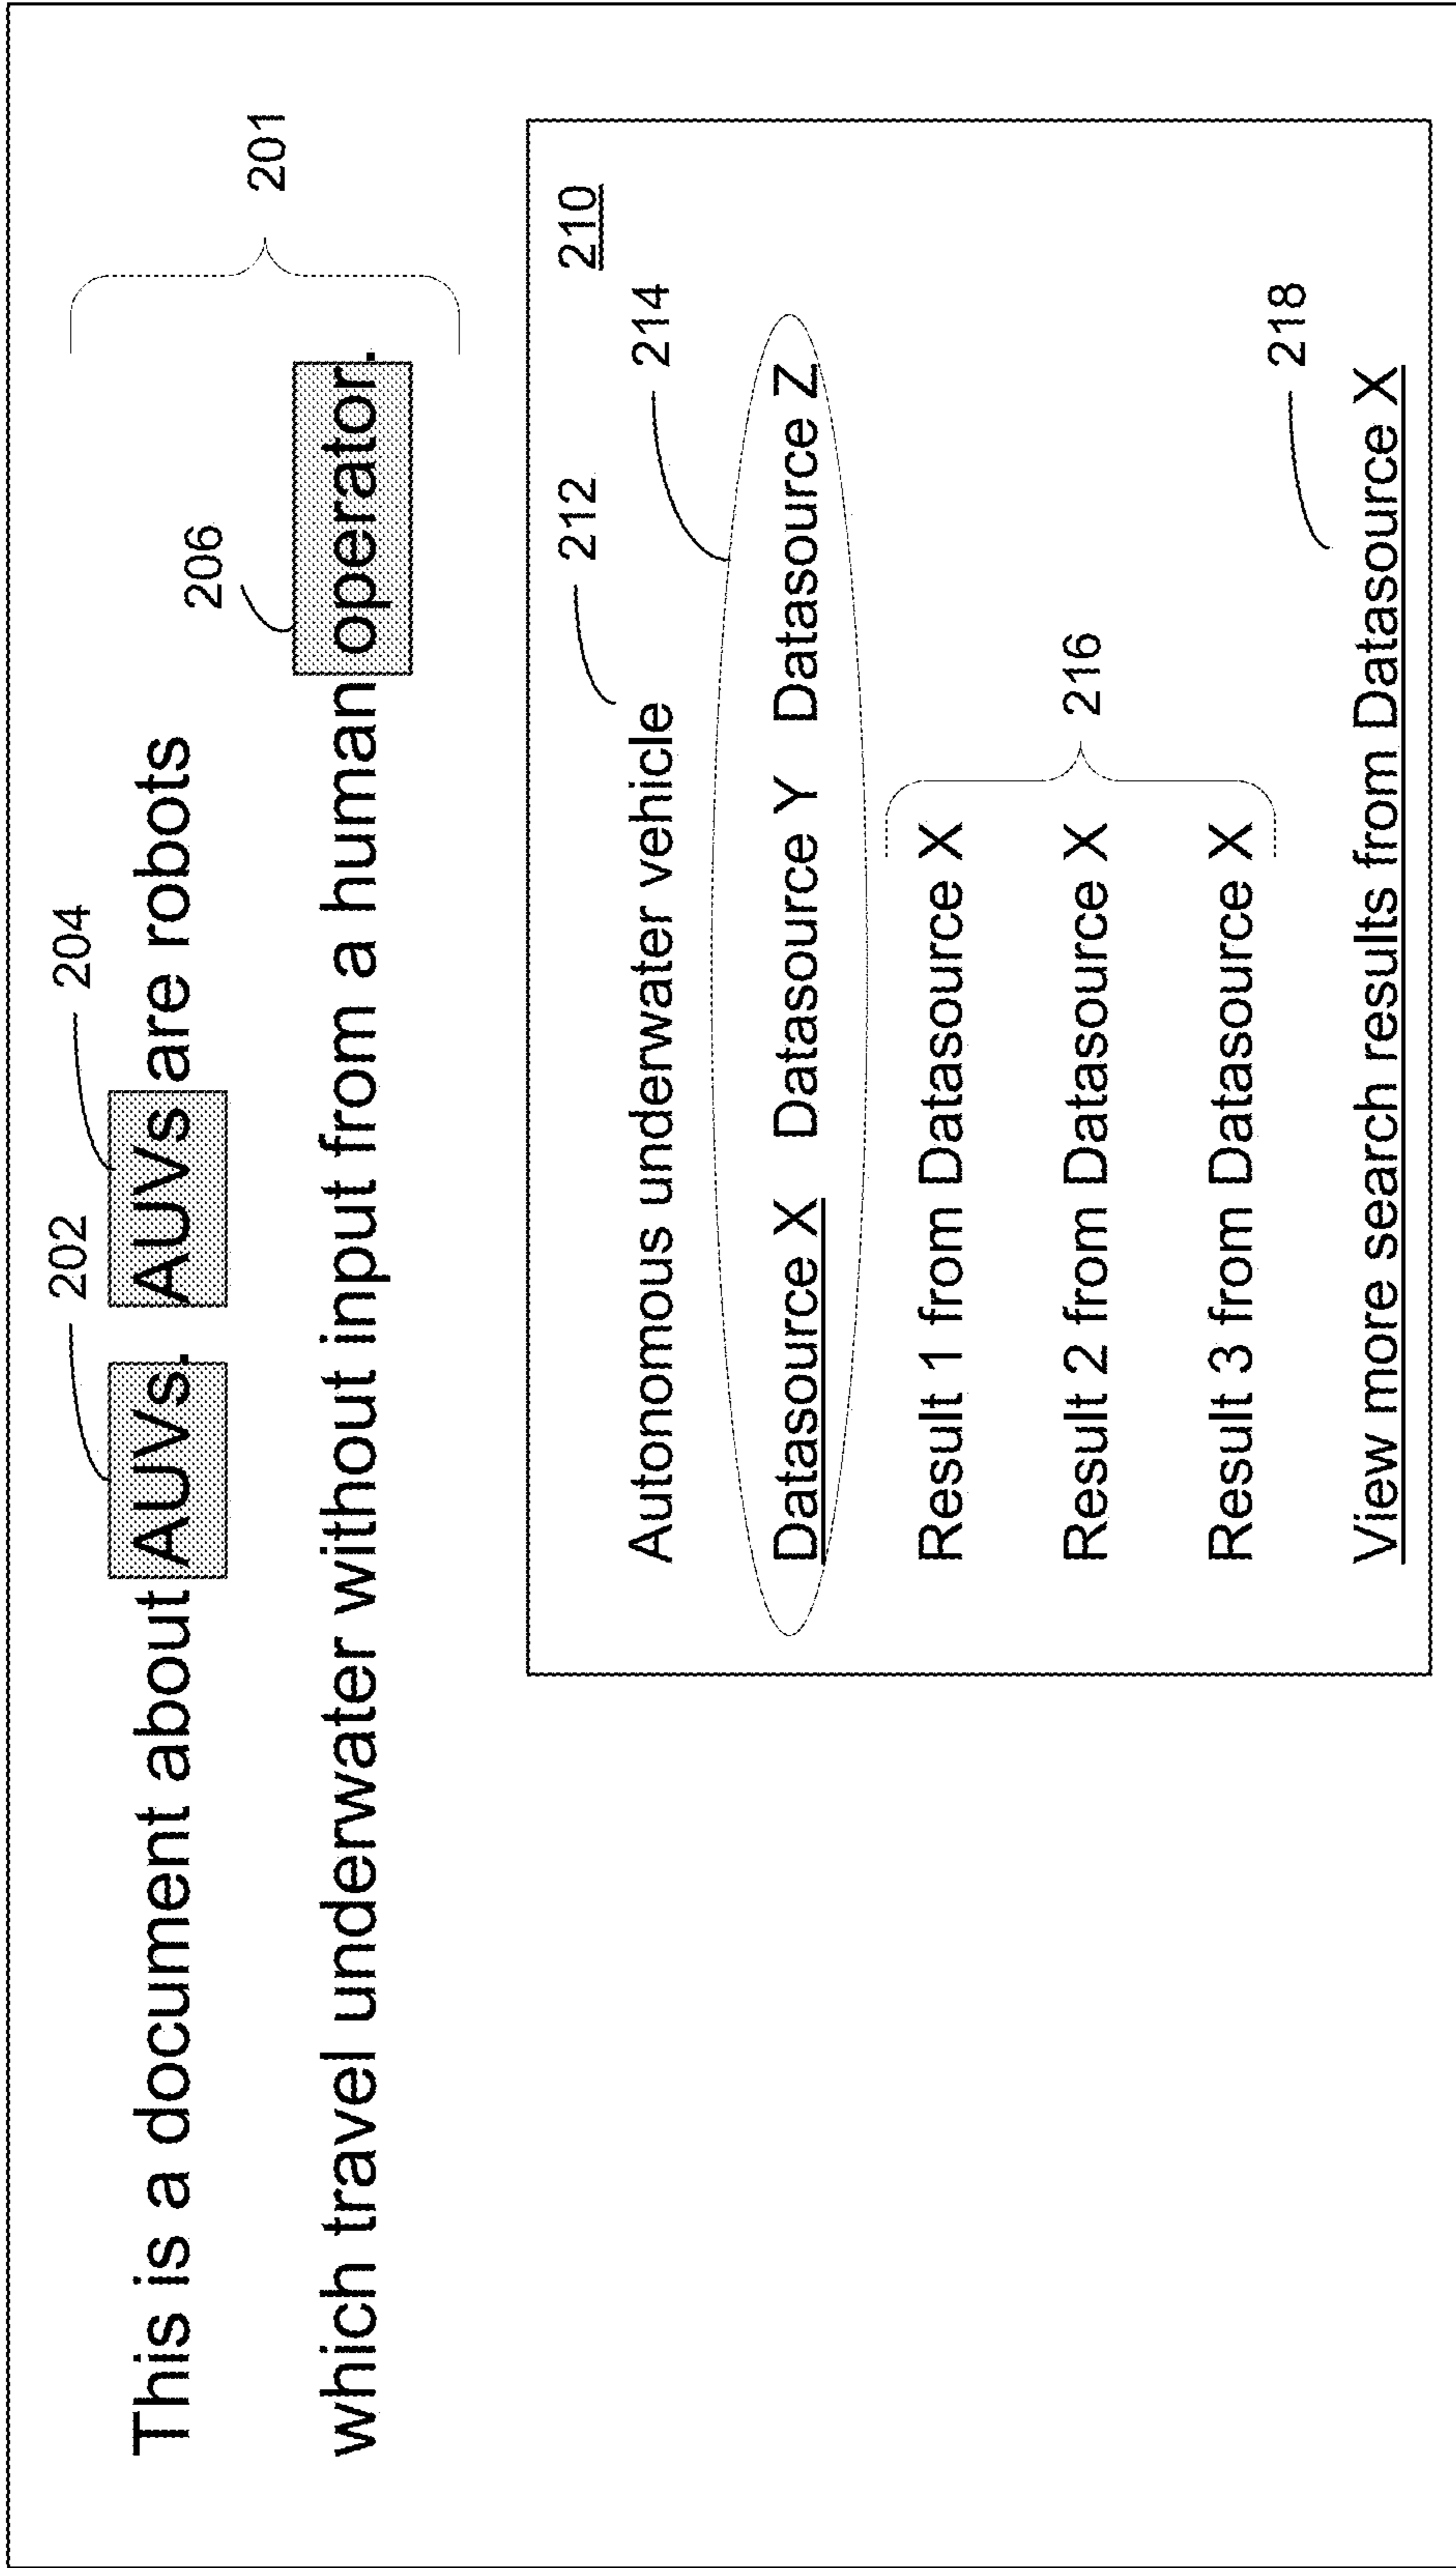 202
204
This is a document about AUVs. AUVs are robots
206
201
which travel underwater without input from a human operator.
210
212
Autonomous underwater vehicle
214
Datasource X Datasource Y Datasource Z
Result 1 from Datasource X
216
Result 2 from Datasource X
Result 3 from Datasource X
218
View more search results from Datasource X